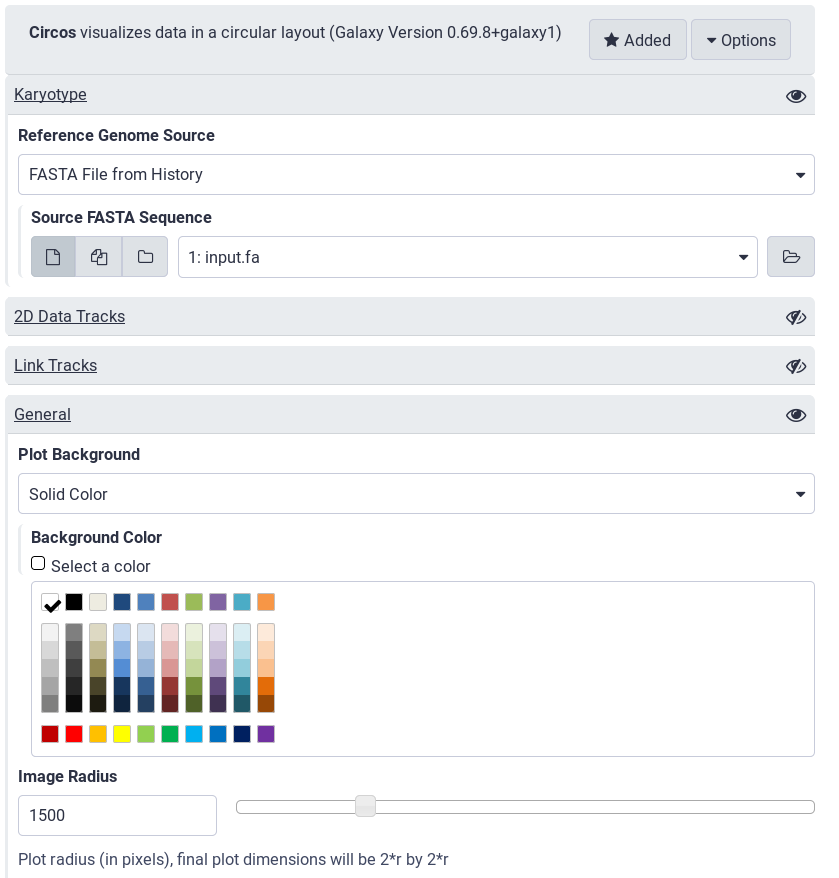 Circos visualizes data in a circular layout (Galaxy Version 0.69.8+galaxy1)
Added
Options
Karyotype
Reference Genome Source
FASTA File from History
Source FASTA Sequence
1: input.fa
2D Data Tracks
Link Tracks
General
Plot Background
Solid Color
Background Color
Select a color
Image Radius
1500
Plot radius (in pixels), final plot dimensions will be 2*r by 2*r